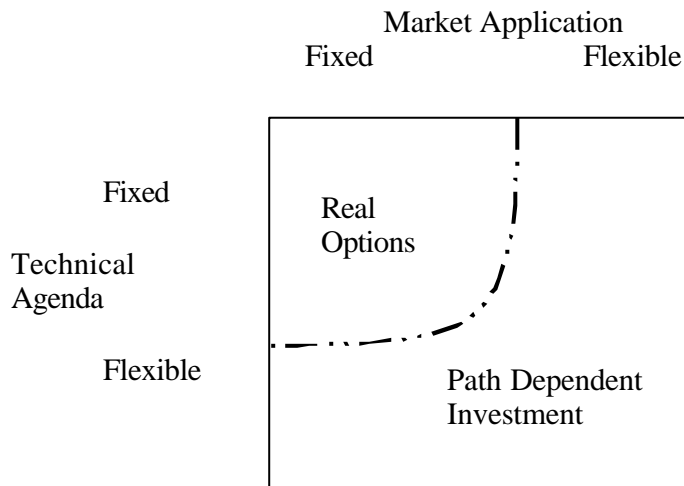 Market Application
Fixed Flexible
Fixed
Real
Options
Technical
Agenda
Flexible
Path Dependent
Investment